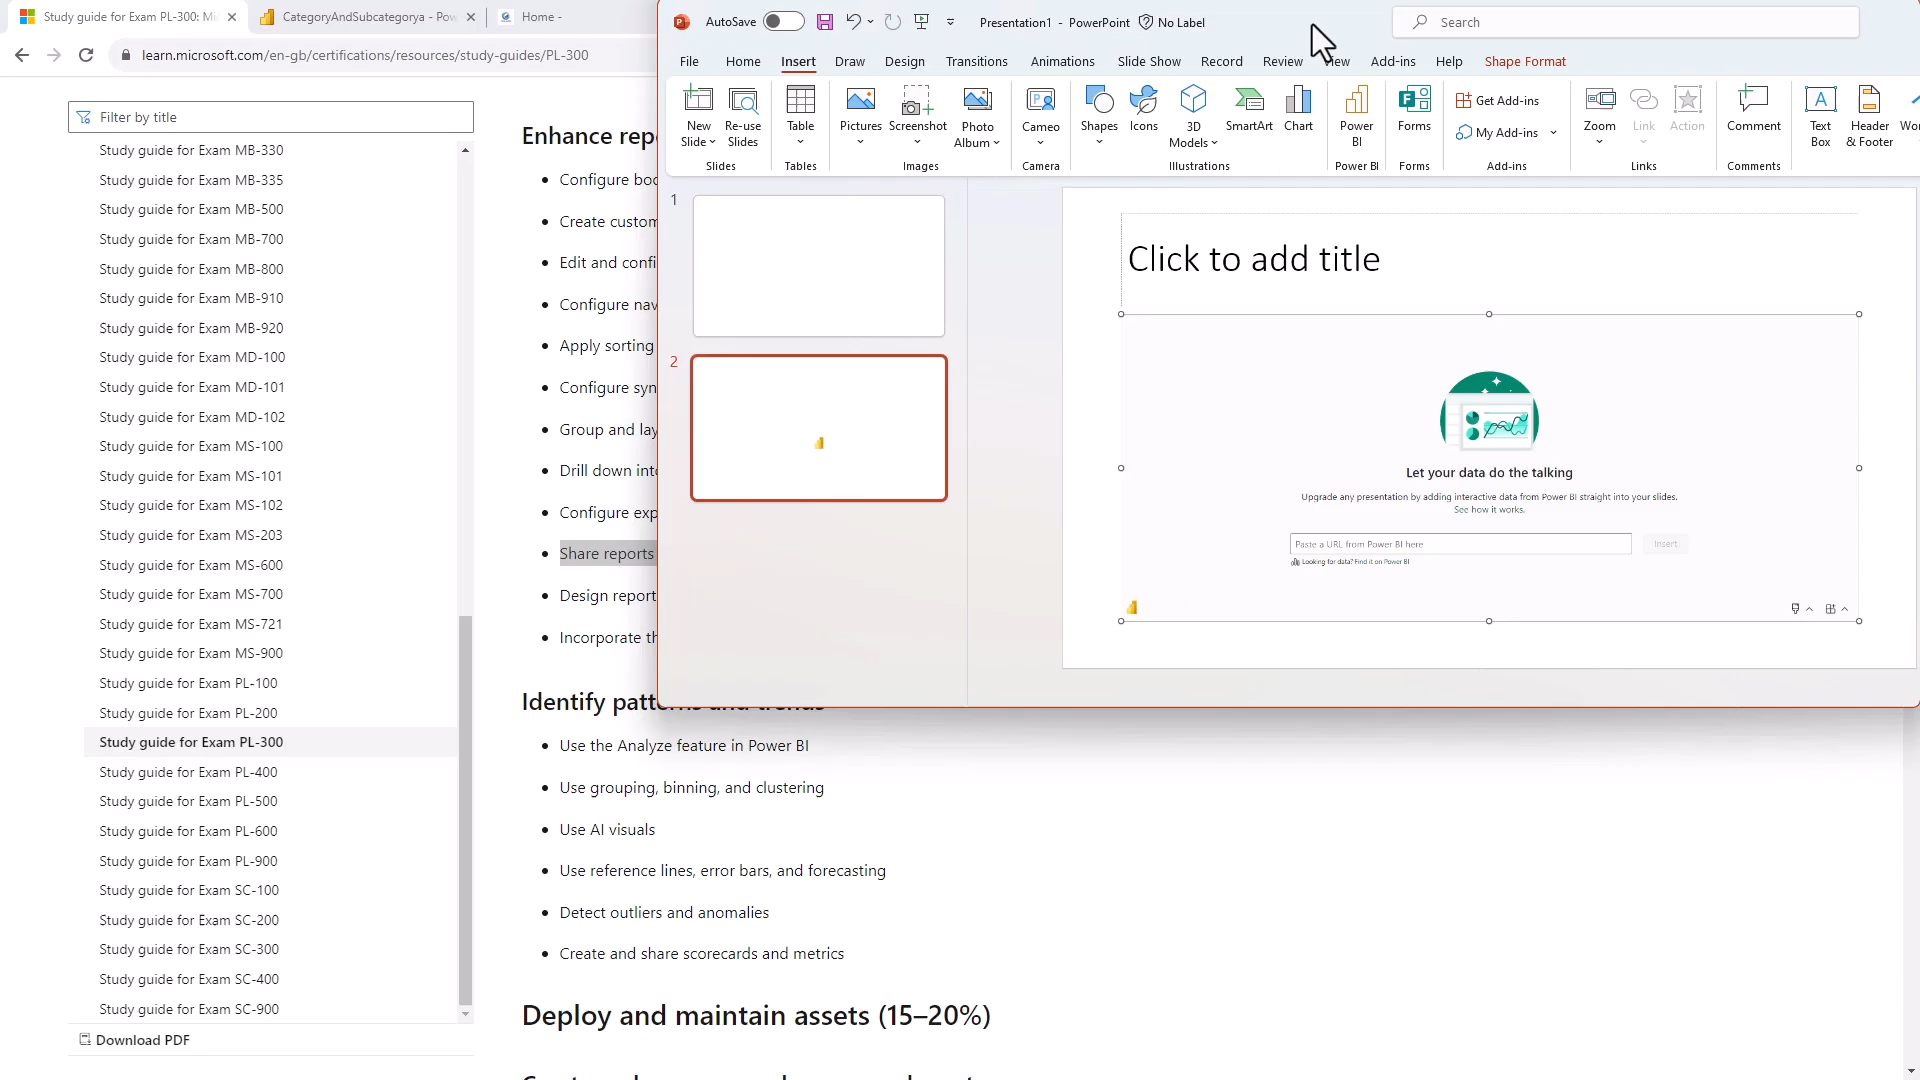 Study guide for Exam PL-300: Mi
CategoryAndSubcategorya - Pow
Home -
learn.microsoft.com/en-gb/certifications/resources/study-guides/PL-300
Filter by title
Study guide for Exam MB-330
Study guide for Exam MB-335
Study guide for Exam MB-500
Study guide for Exam MB-700
Study guide for Exam MB-800
Study guide for Exam MB-910
Study guide for Exam MB-920
Study guide for Exam MD-100
Study guide for Exam MD-101
Study guide for Exam MD-102
Study guide for Exam MS-100
Study guide for Exam MS-101
Study guide for Exam MS-102
Study guide for Exam MS-203
Study guide for Exam MS-600
Study guide for Exam MS-700
Study guide for Exam MS-721
Study guide for Exam MS-900
Study guide for Exam PL-100
Study guide for Exam PL-200
Study guide for Exam PL-300
Study guide for Exam PL-400
Study guide for Exam PL-500
Study guide for Exam PL-600
Study guide for Exam PL-900
Study guide for Exam SC-100
Study guide for Exam SC-200
Study guide for Exam SC-300
Study guide for Exam SC-400
Study guide for Exam SC-900
Download PDF
Enhance repo
Configure boo
Create custom
Edit and confi
Configure nav
Apply sorting
Configure syn
Group and lay
Drill down into
Configure exp
Share reports
Design report
Incorporate th
Identify patterns and trends
Use the Analyze feature in Power BI
Use grouping, binning, and clustering
Use AI visuals
Use reference lines, error bars, and forecasting
Detect outliers and anomalies
Create and share scorecards and metrics
Deploy and maintain assets (15–20%)
AutoSave
Presentation1 - PowerPoint
No Label
Search
File Home Insert Draw Design Transitions Animations Slide Show Record Review View Add-ins Help Shape Format
New Slide
Re-use Slides
Slides
Table
Tables
Pictures
Screenshot
Photo Album
Images
Cameo
Camera
Shapes
Icons
3D Models
SmartArt
Chart
Illustrations
Power BI
Power BI
Forms
Forms
Get Add-ins
My Add-ins
Add-ins
Zoom
Link
Action
Links
Comment
Comments
Text Box
Header & Footer
Wo
1
2
Click to add title
Let your data do the talking
Upgrade any presentation by adding interactive data from Power BI straight into your slides.
See how it works.
Paste a URL from Power BI here
Insert
Looking for data? Find it on Power BI